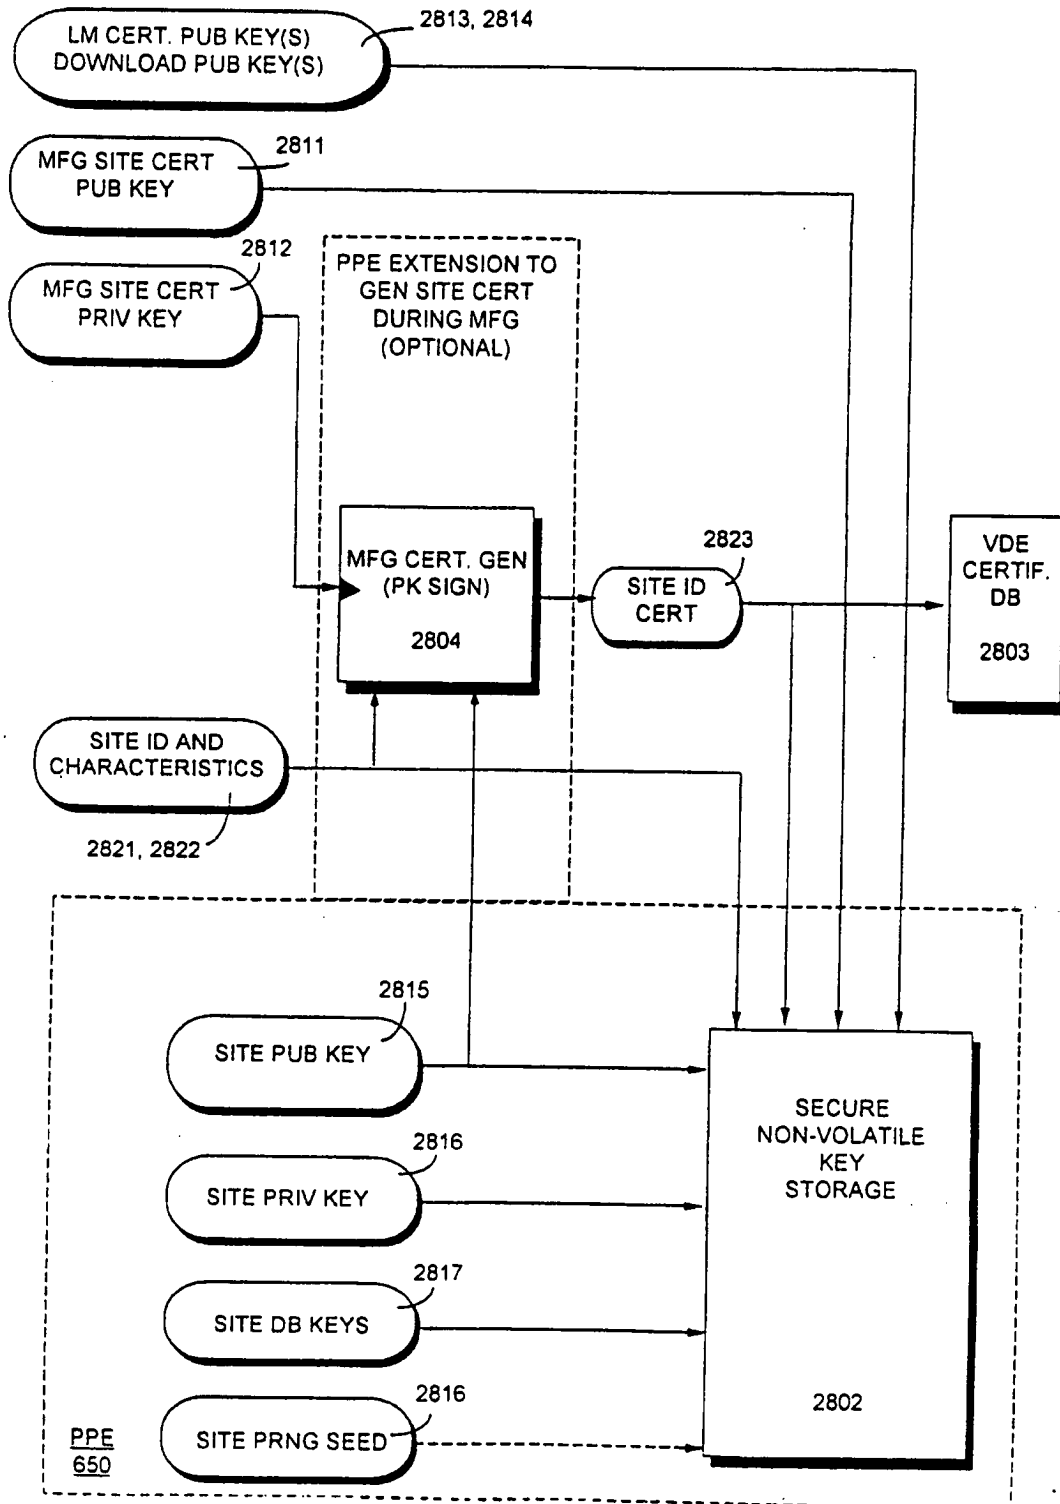 2813, 2814
LM CERT. PUB KEY(S)
DOWNLOAD PUB KEY(S)
2811
MFG SITE CERT
PUB KEY
2812
MFG SITE CERT
PRIV KEY
PPE EXTENSION TO
GEN SITE CERT
DURING MFG
(OPTIONAL)
MFG CERT. GEN
(PK SIGN)
2804
2823
SITE ID
CERT
VDE
CERTIF.
DB
2803
SITE ID AND
CHARACTERISTICS
2821, 2822
2815
SITE PUB KEY
2816
SITE PRIV KEY
2817
SITE DB KEYS
2816
SITE PRNG SEED
SECURE
NON-VOLATILE
KEY
STORAGE
2802
PPE
650